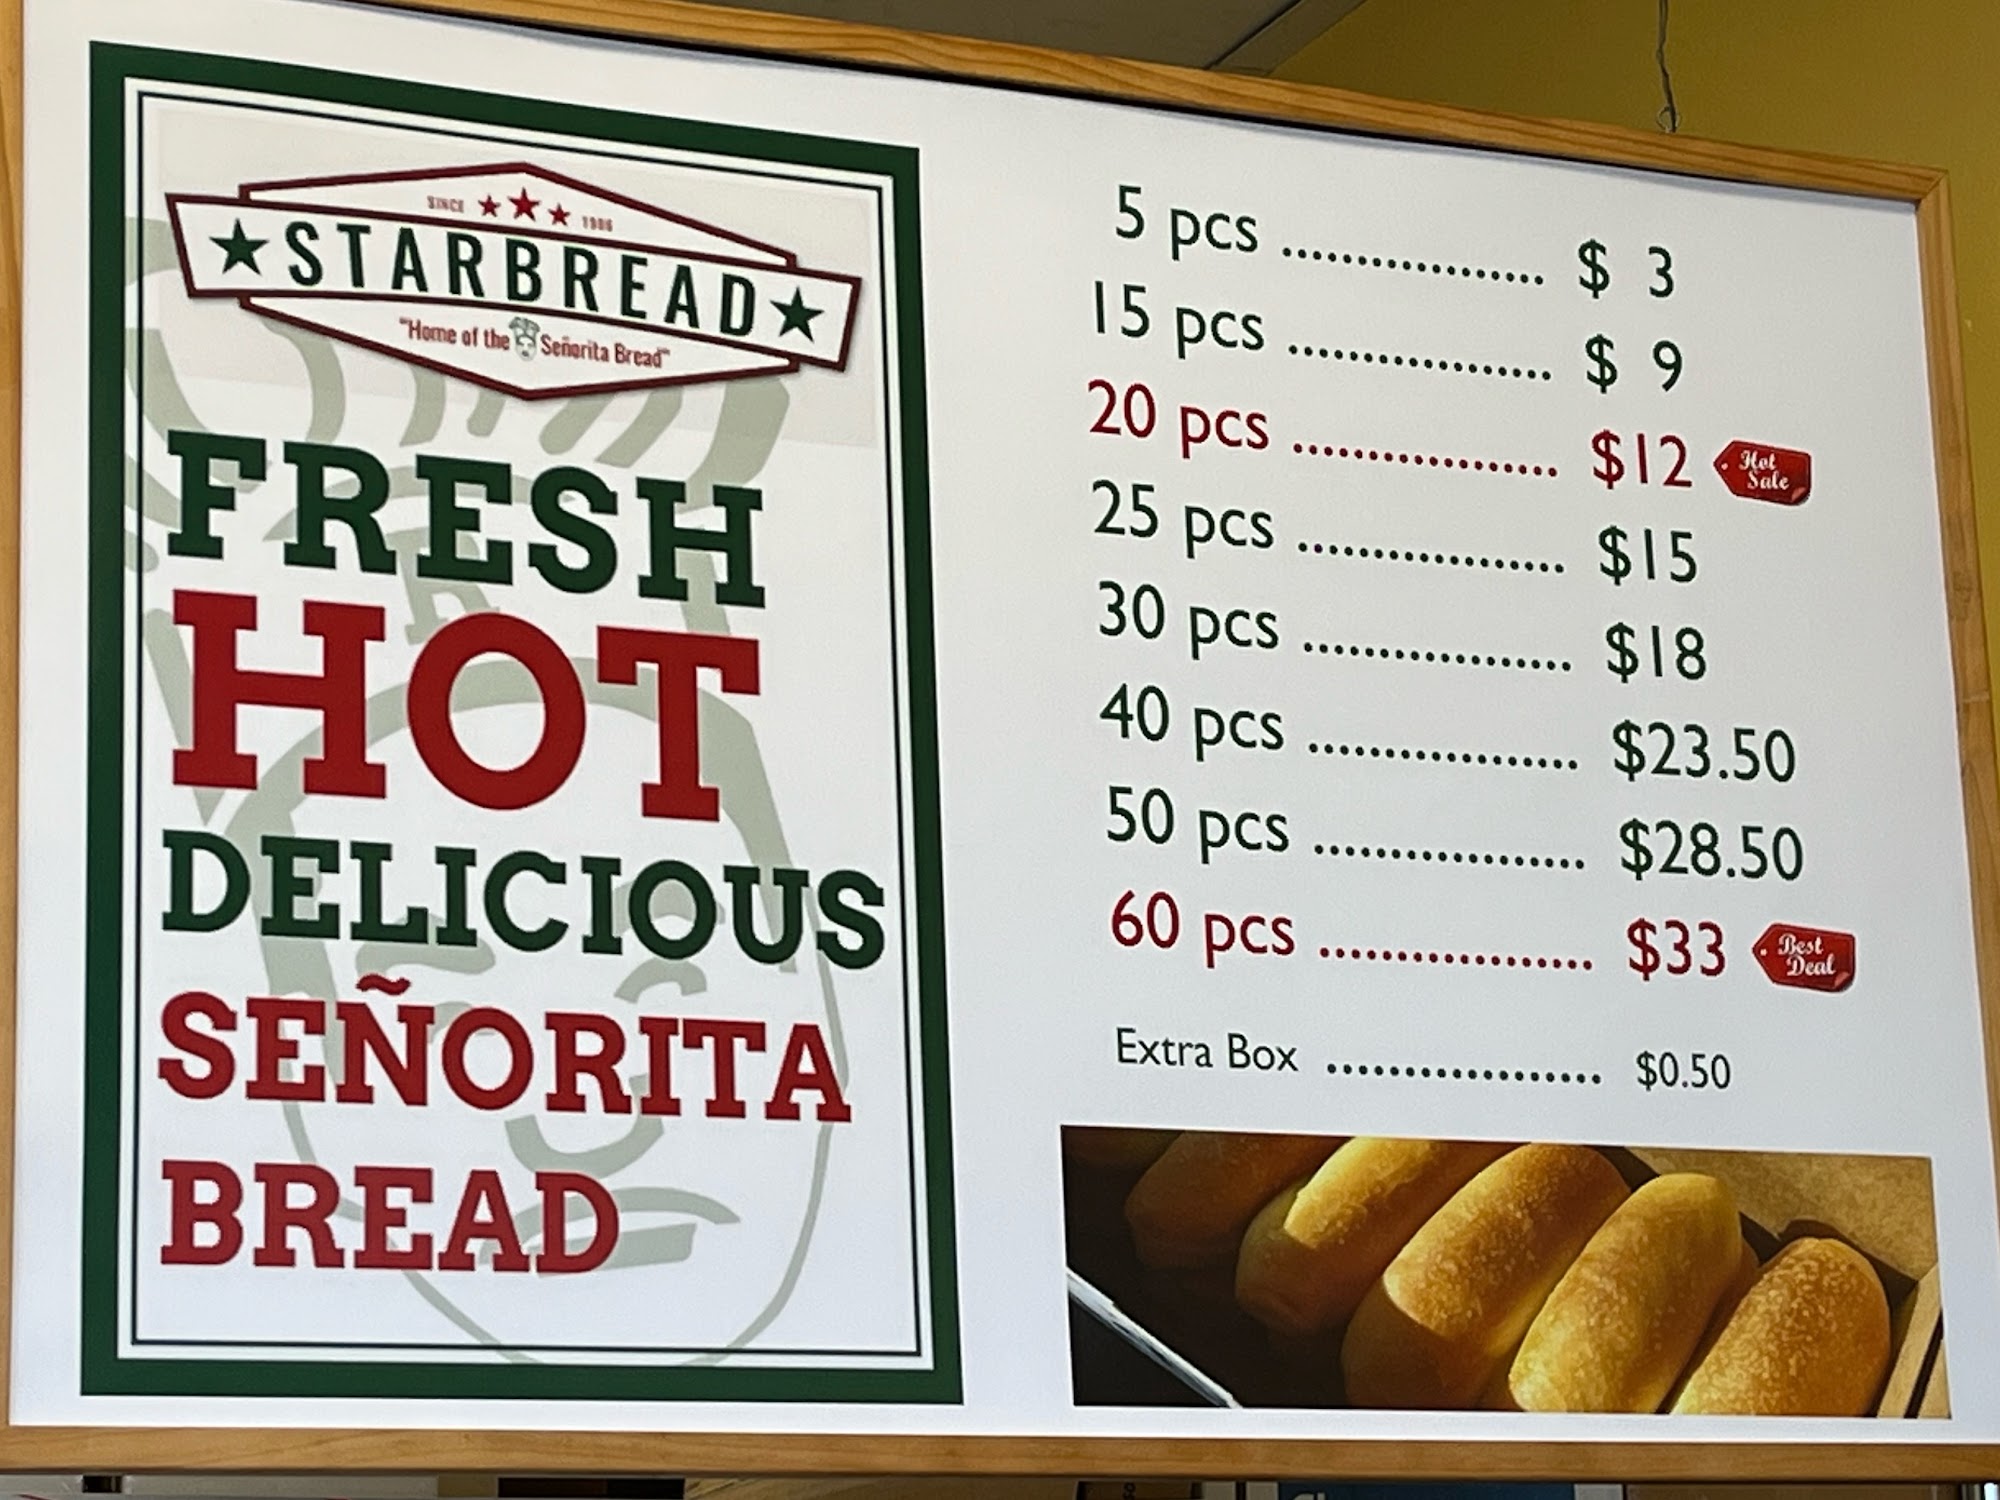 SINCE 1986
STARBREAD
"Home of the Señorita Bread"
FRESH
HOT
DELICIOUS
SEÑORITA
BREAD
5 pcs .................. $ 3
15 pcs .................. $ 9
20 pcs .................. $12 Hot Sale
25 pcs .................. $15
30 pcs .................. $18
40 pcs .................. $23.50
50 pcs .................. $28.50
60 pcs .................. $33 Best Deal
Extra Box .................. $0.50